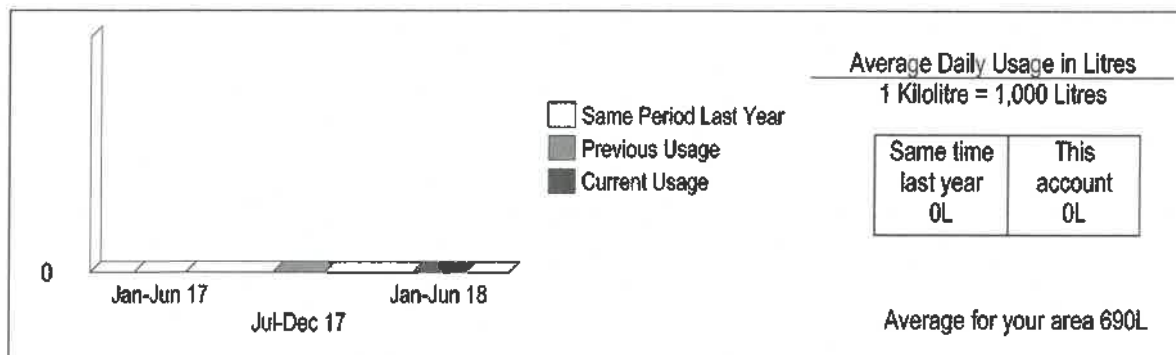 Average Daily Usage in Litres
1 Kilolitre = 1,000 Litres
Same Period Last Year
Previous Usage
Current Usage
Same time last year 0L
This account 0L
0
Jan-Jun 17
Jul-Dec 17
Jan-Jun 18
Average for your area 690L